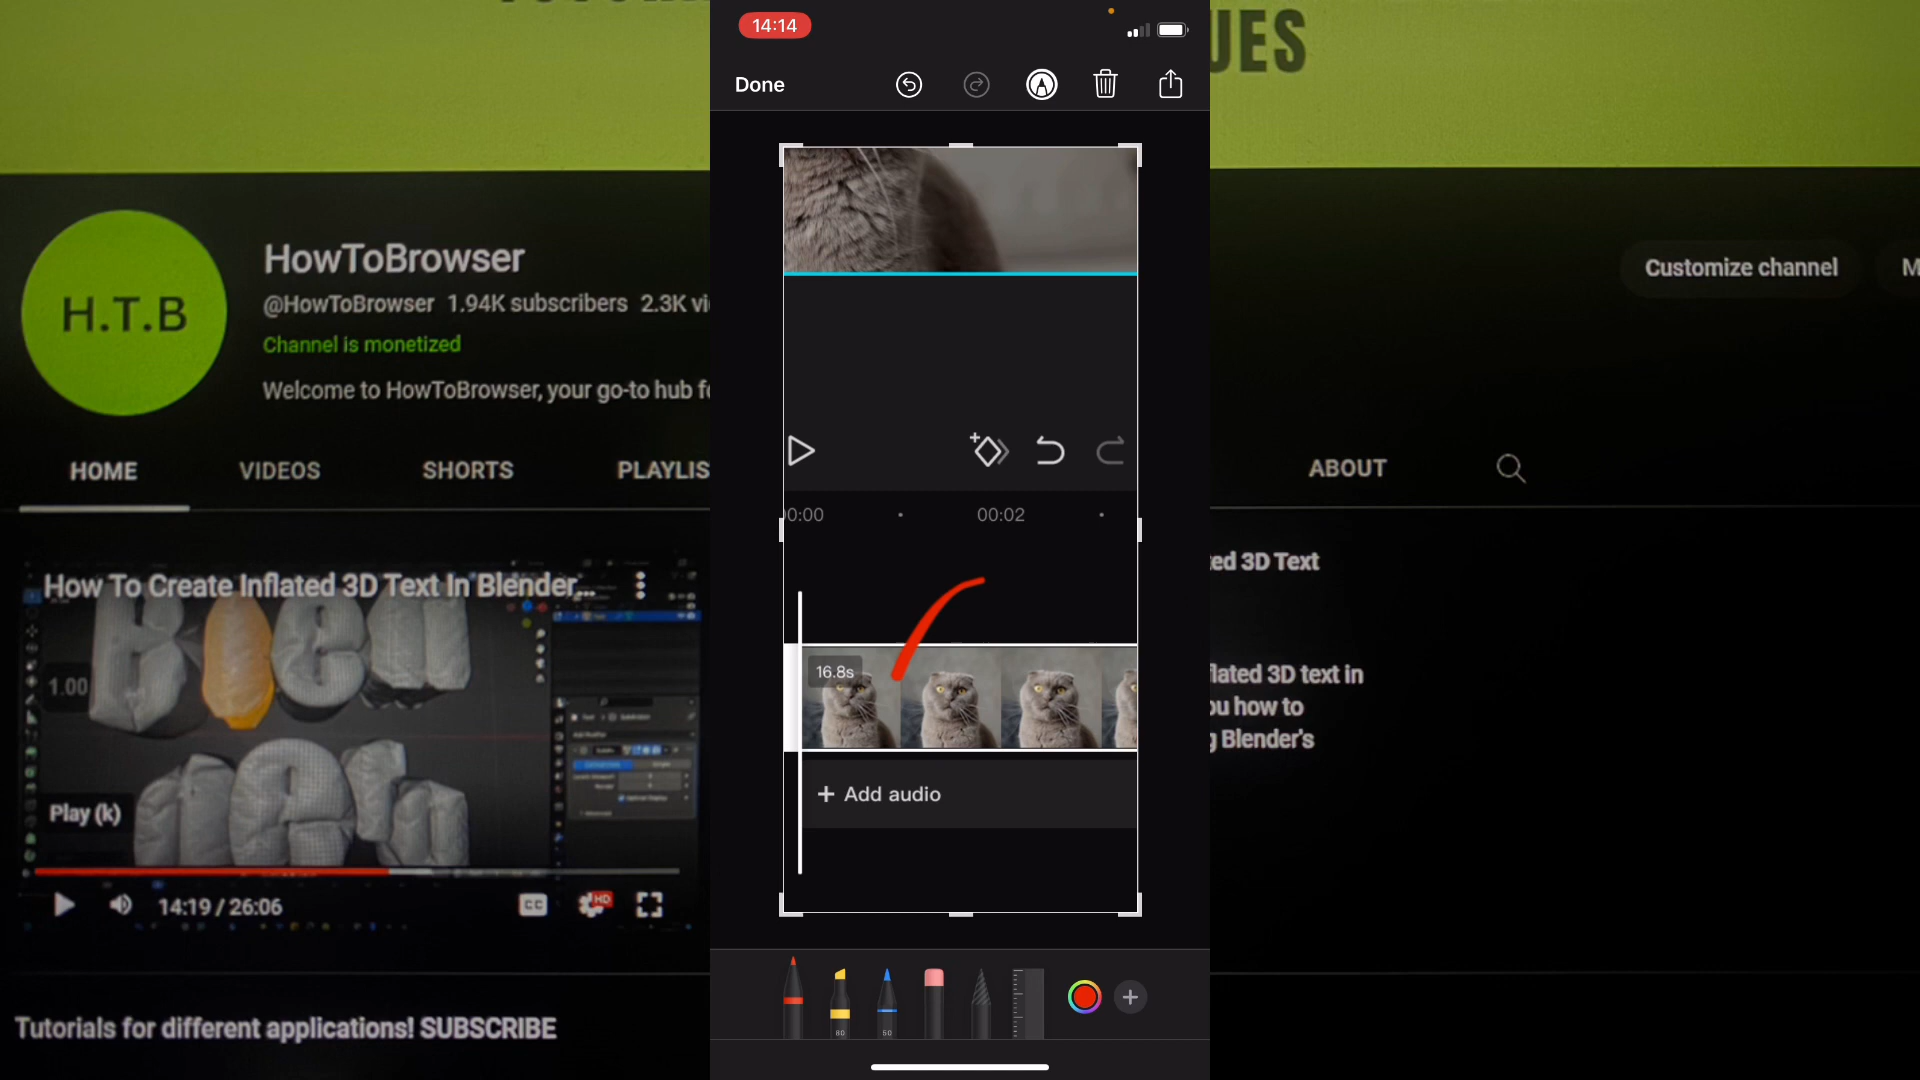 UES
14:14
Done
H.T.B
HowToBrowser
@HowToBrowser 1.94K subscribers 2.3K vi
Channel is monetized
Welcome to HowToBrowser, your go-to hub f
Customize channel
M
HOME VIDEOS SHORTS PLAYLIS
ABOUT
00:00 00:02
How To Create Inflated 3D Text In Blender...
1.00
Play (k)
14:19 / 26:06
CC
HD
ed 3D Text
lated 3D text in
ou how to
g Blender's
16.8s
+ Add audio
80
50
Tutorials for different applications! SUBSCRIBE